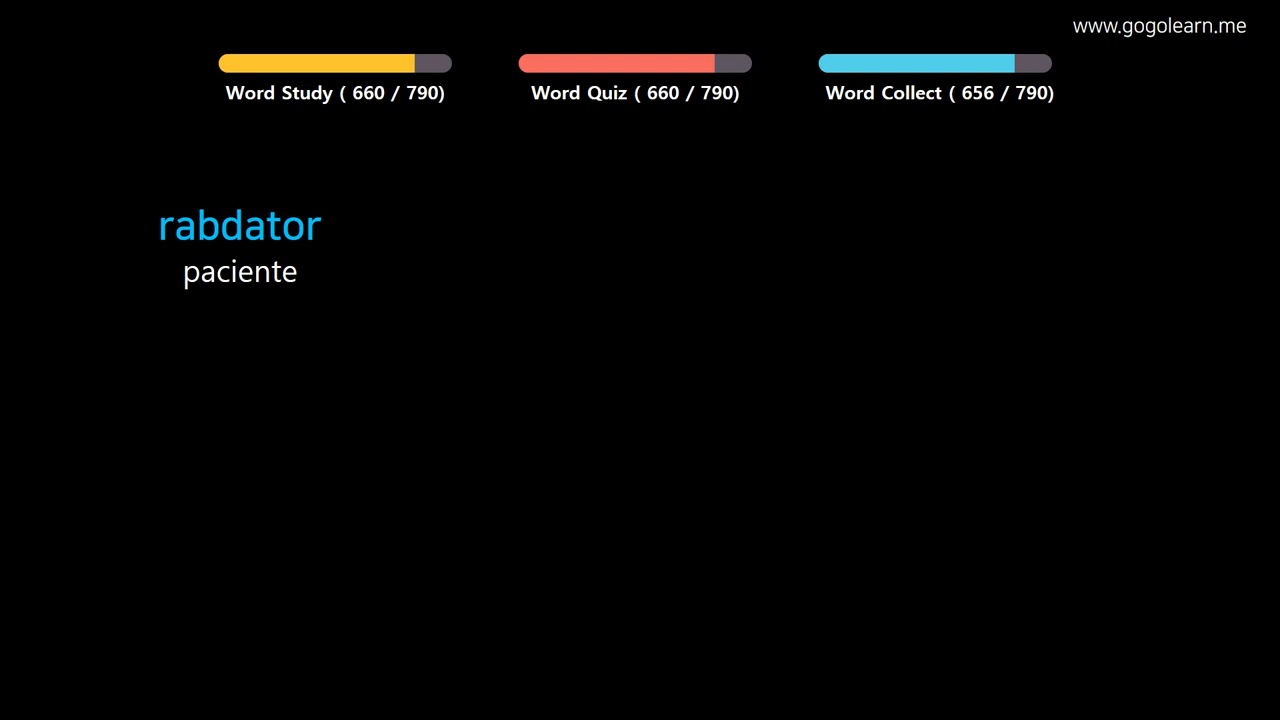 www.gogolearn.me
Word Study ( 660 / 790)
Word Quiz ( 660 / 790)
Word Collect ( 656 / 790)
rabdator
paciente